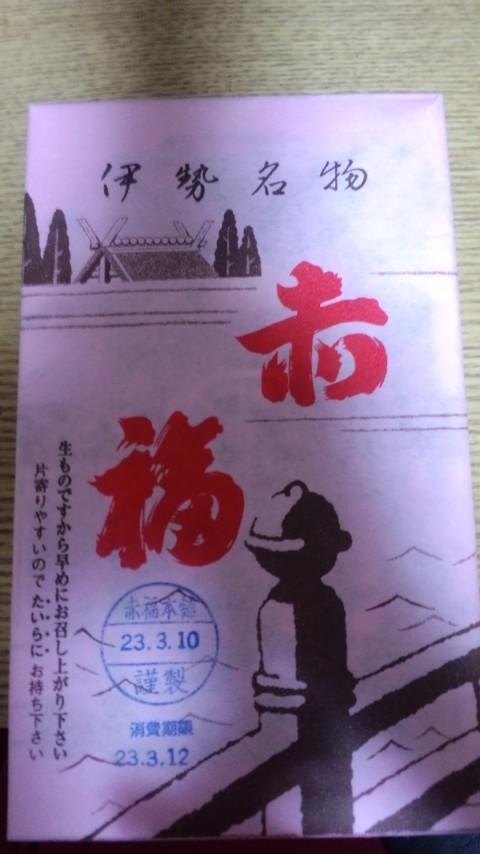 伊勢名物
赤
福
生ものですから早めにお召し上がり下さい
片寄りやすいのでたいらにお持ち下さい
赤福本舗
23.3.10
謹製
消費期限
23.3.12